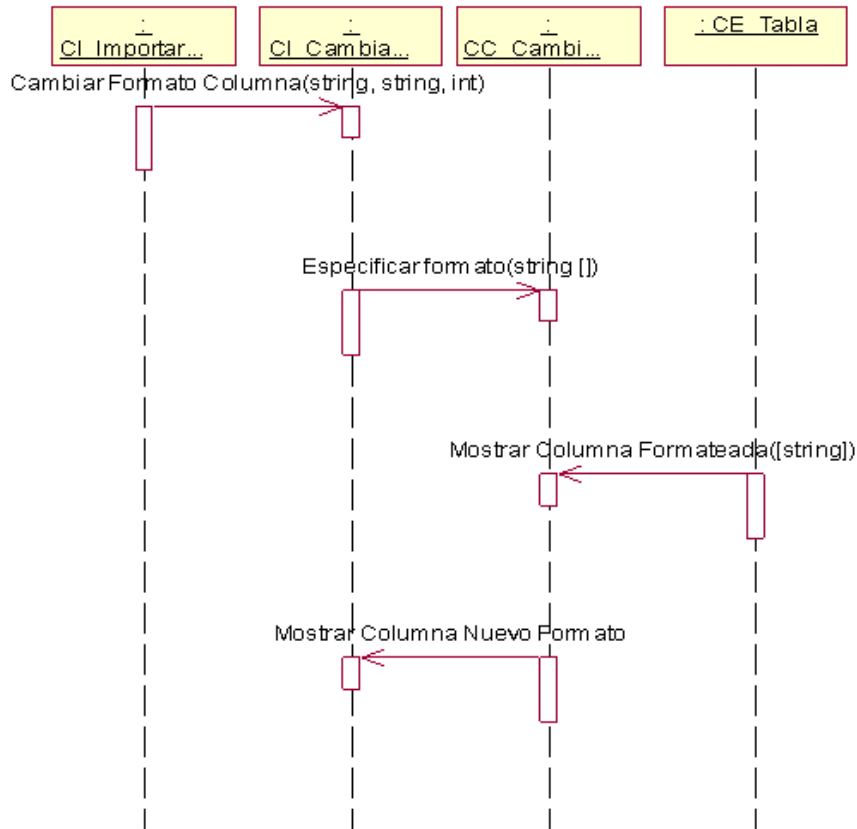 :
CI_Importar...
:
CI_Cambia...
:
CC_Cambi...
: CE_Tabla
Cambiar Formato Columna(string, string, int)
Especificar formato(string [])
Mostrar Columna Formateada([string])
Mostrar Columna Nuevo Formato